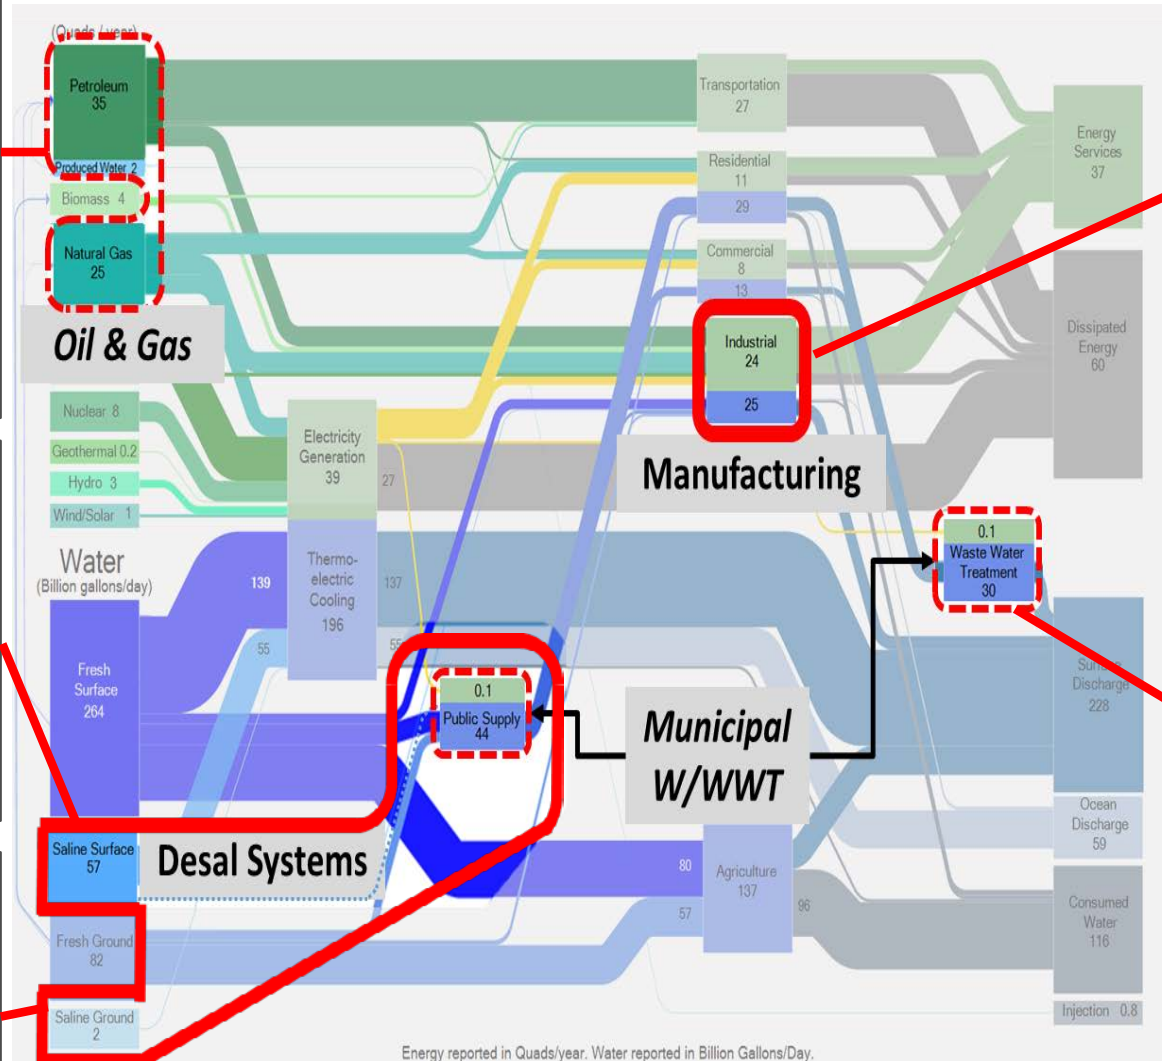 (Quads / year)
Petroleum
35
Produced Water 2
Biomass 4
Natural Gas
25
Oil & Gas
Nuclear 8
Geothermal 0.2
Hydro 3
Wind/Solar 1
Water
(Billion gallons/day)
Fresh
Surface
264
Saline Surface
57
Desal Systems
Fresh Ground
82
Saline Ground
2
139
55
Electricity
Generation
39
Thermo-
electric
Cooling
196
27
137
55
0.1
Public Supply
44
Transportation
27
Residential
11
29
Commercial
8
13
Industrial
24
25
Manufacturing
Municipal
W/WWT
80
57
Agriculture
137
96
0.1
Waste Water
Treatment
30
Energy
Services
37
Dissipated
Energy
60
Surface
Discharge
228
Ocean
Discharge
59
Consumed
Water
116
Injection 0.8
Energy reported in Quads/year. Water reported in Billion Gallons/Day.